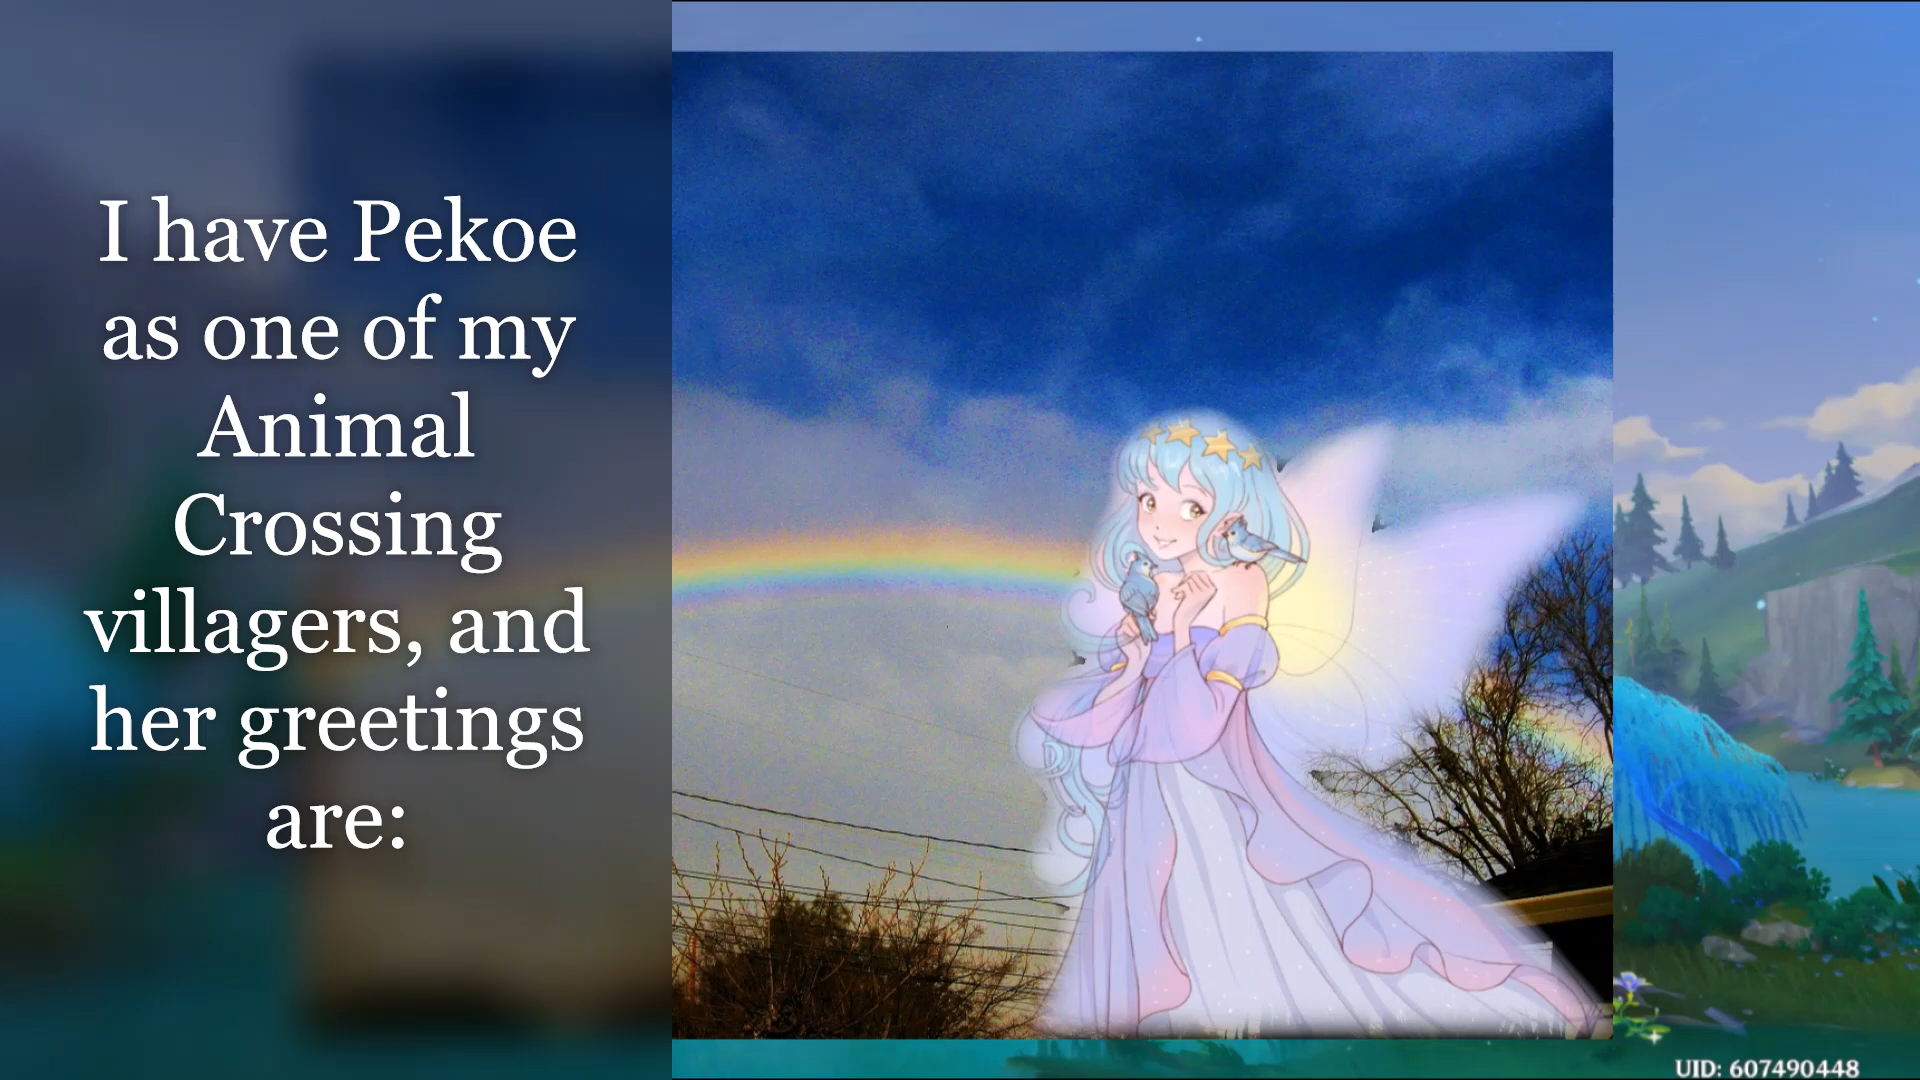 I have Pekoe
as one of my
Animal
Crossing
villagers, and
her greetings
are:
UID: 607490448